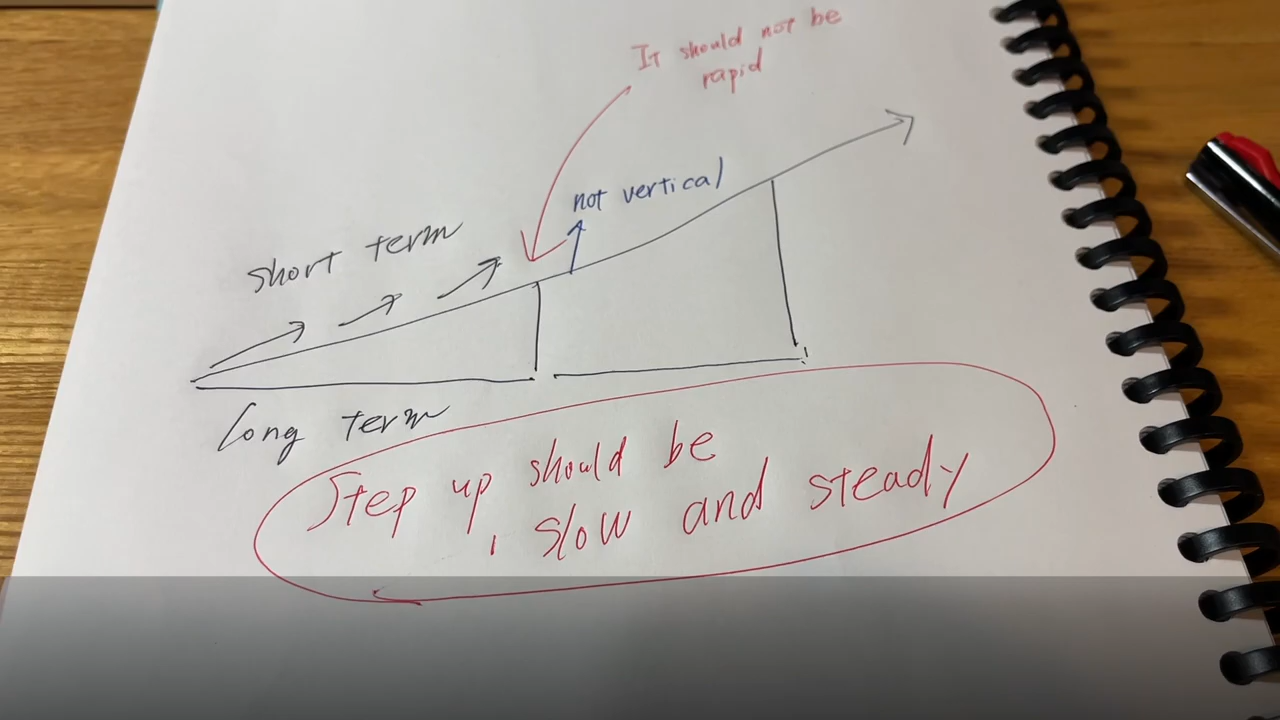 It should not be
rapid
not vertical
short term
long term
Step up should be
slow and steady